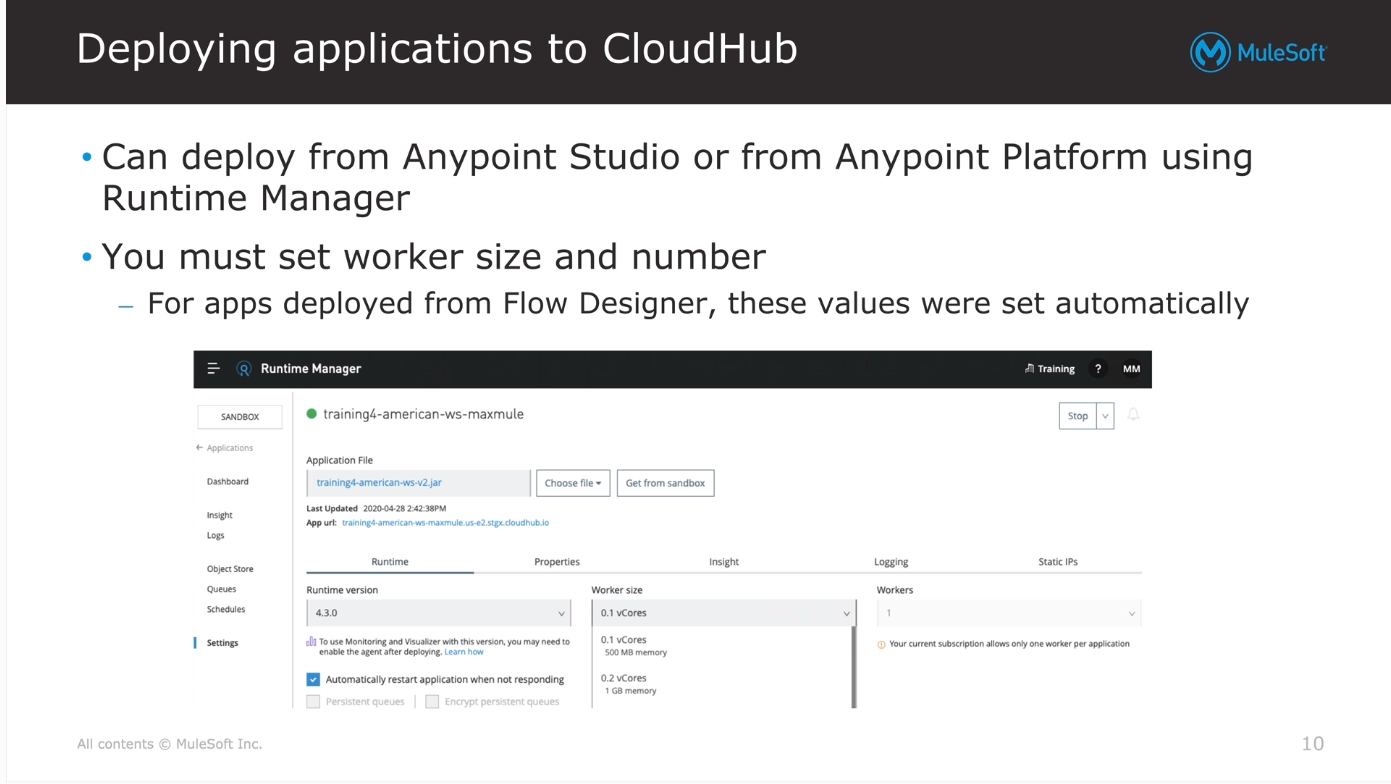 Deploying applications to CloudHub
MuleSoft
• Can deploy from Anypoint Studio or from Anypoint Platform using
Runtime Manager
• You must set worker size and number
– For apps deployed from Flow Designer, these values were set automatically
Runtime Manager
Training
?
MM
SANDBOX
← Applications
Dashboard
Insight
Logs
Object Store
Queues
Schedules
Settings
training4-american-ws-maxmule
Stop
Application File
training4-american-ws-v2.jar
Choose file
Get from sandbox
Last Updated 2020-04-28 2:42:38PM
App url: training4-american-ws-maxmule.us-e2.stgx.cloudhub.io
Runtime
Properties
Insight
Logging
Static IPs
Runtime version
4.3.0
To use Monitoring and Visualizer with this version, you may need to
enable the agent after deploying. Learn how
Automatically restart application when not responding
Persistent queues
Encrypt persistent queues
Worker size
0.1 vCores
0.1 vCores
500 MB memory
0.2 vCores
1 GB memory
Workers
1
Your current subscription allows only one worker per application
All contents © MuleSoft Inc.
10